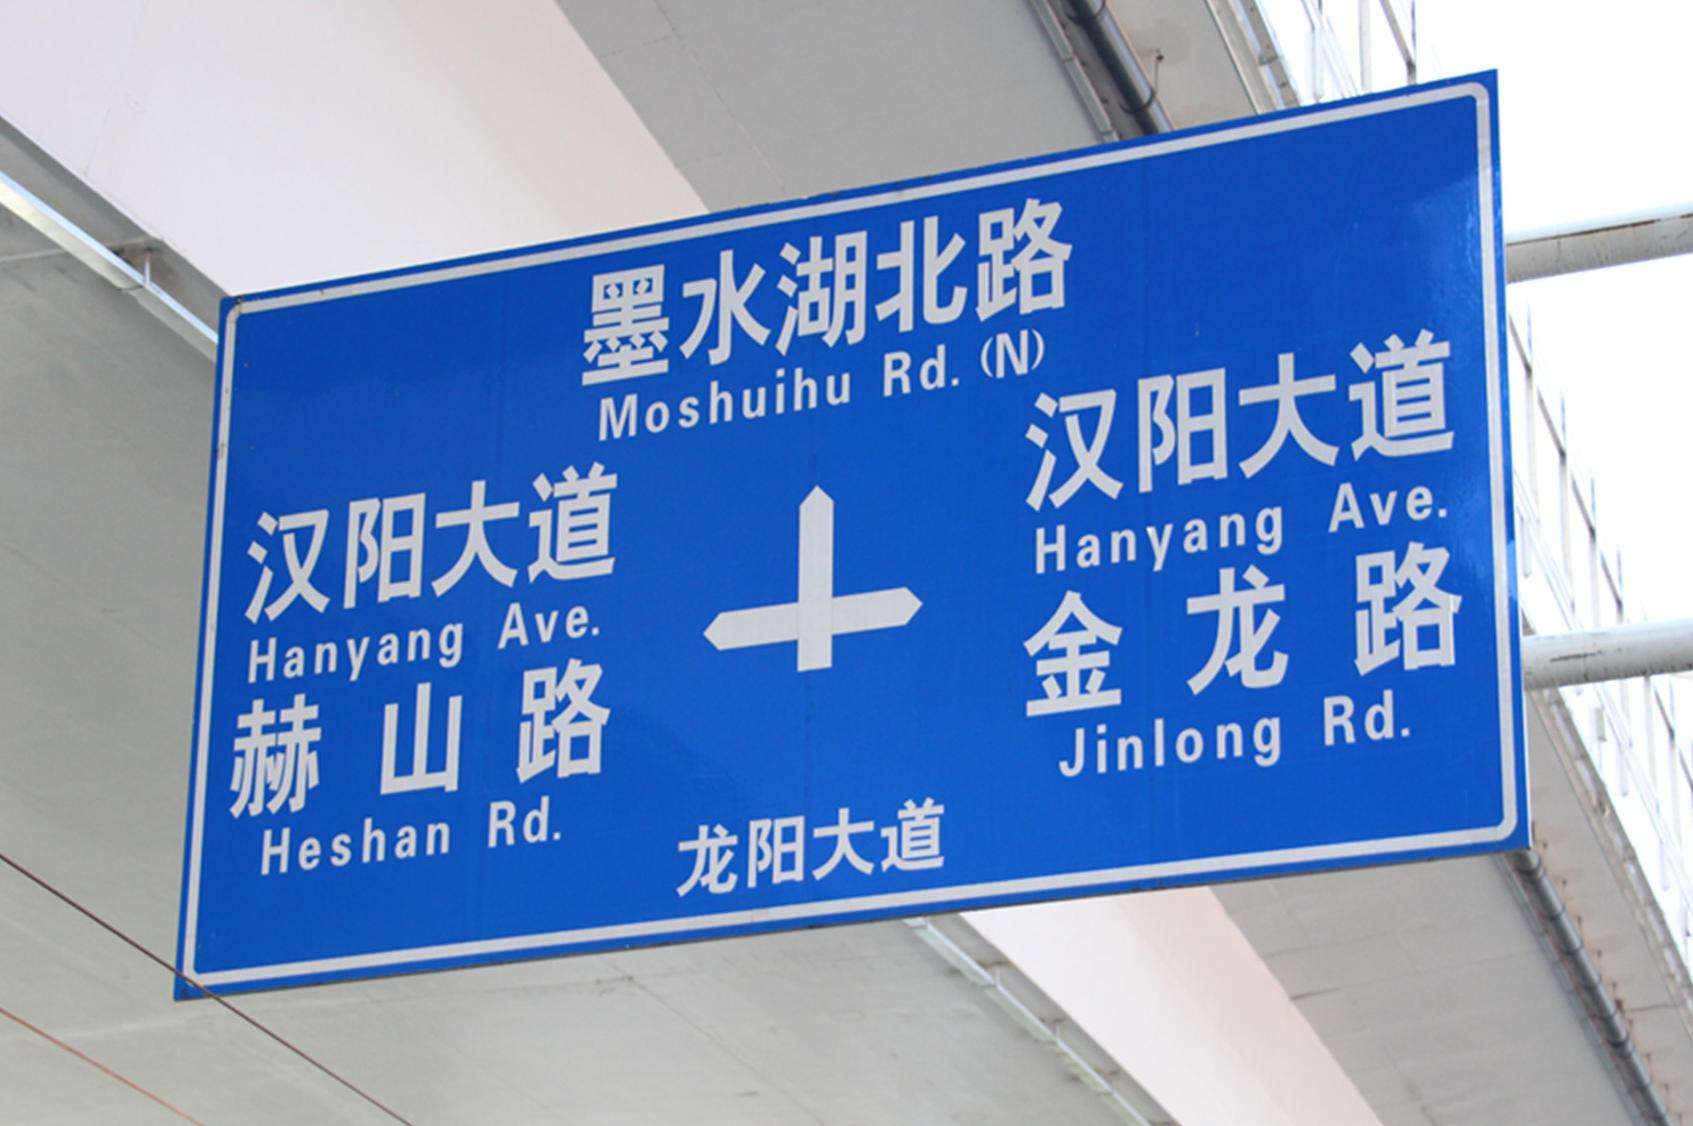 墨水湖北路
Moshuihu Rd. (N)
汉阳大道
Hanyang Ave.
赫山路
Heshan Rd.
汉阳大道
Hanyang Ave.
金龙路
Jinlong Rd.
龙阳大道